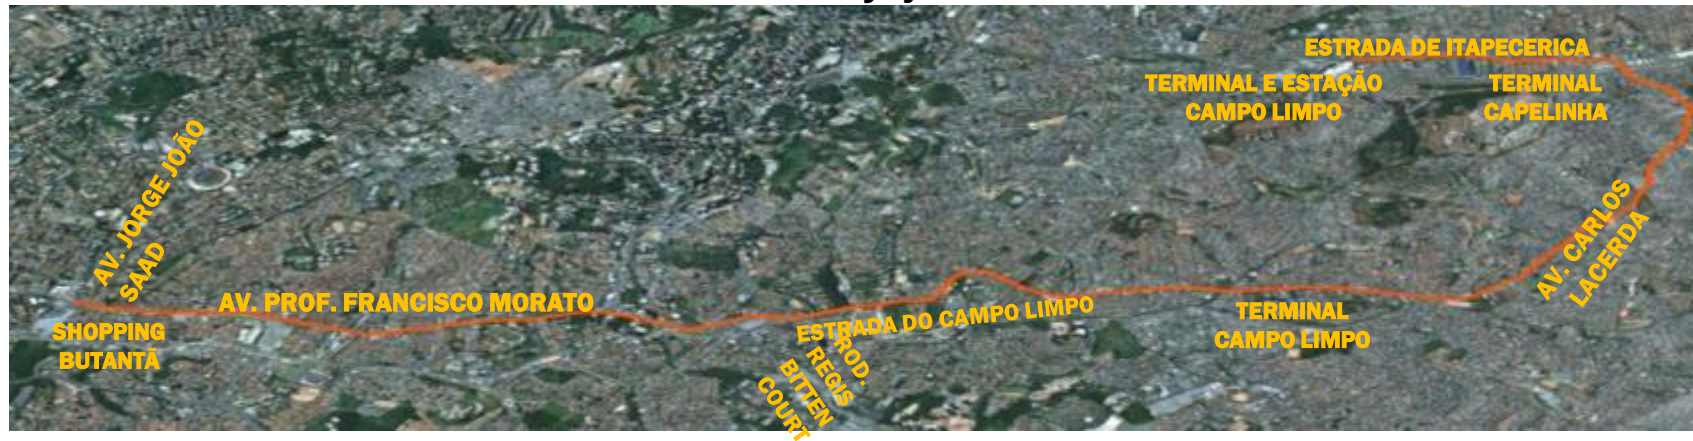 ESTRADA DE ITAPECERICA
TERMINAL E ESTAÇÃO
CAMPO LIMPO
TERMINAL
CAPELINHA
AV. JORGE JOÃO
SAAD
AV. CARLOS
LACERDA
AV. PROF. FRANCISCO MORATO
SHOPPING
BUTANTÃ
ESTRADA DO CAMPO LIMPO
TERMINAL
CAMPO LIMPO
ROD.
REGIS
BITTEN
COURT